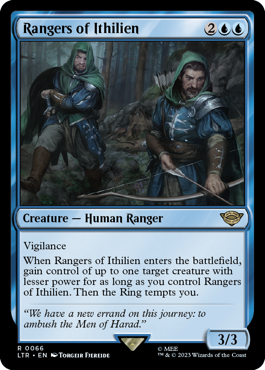 Rangers of Ithilien 2
Creature — Human Ranger
Vigilance
When Rangers of Ithilien enters the battlefield,
gain control of up to one target creature with
lesser power for as long as you control Rangers
of Ithilien. Then the Ring tempts you.
“We have a new errand on this journey: to
ambush the Men of Harad.”
3/3
R 0066
LTR • EN Torgeir Fjereide
© MEE
™ & © 2023 Wizards of the Coast